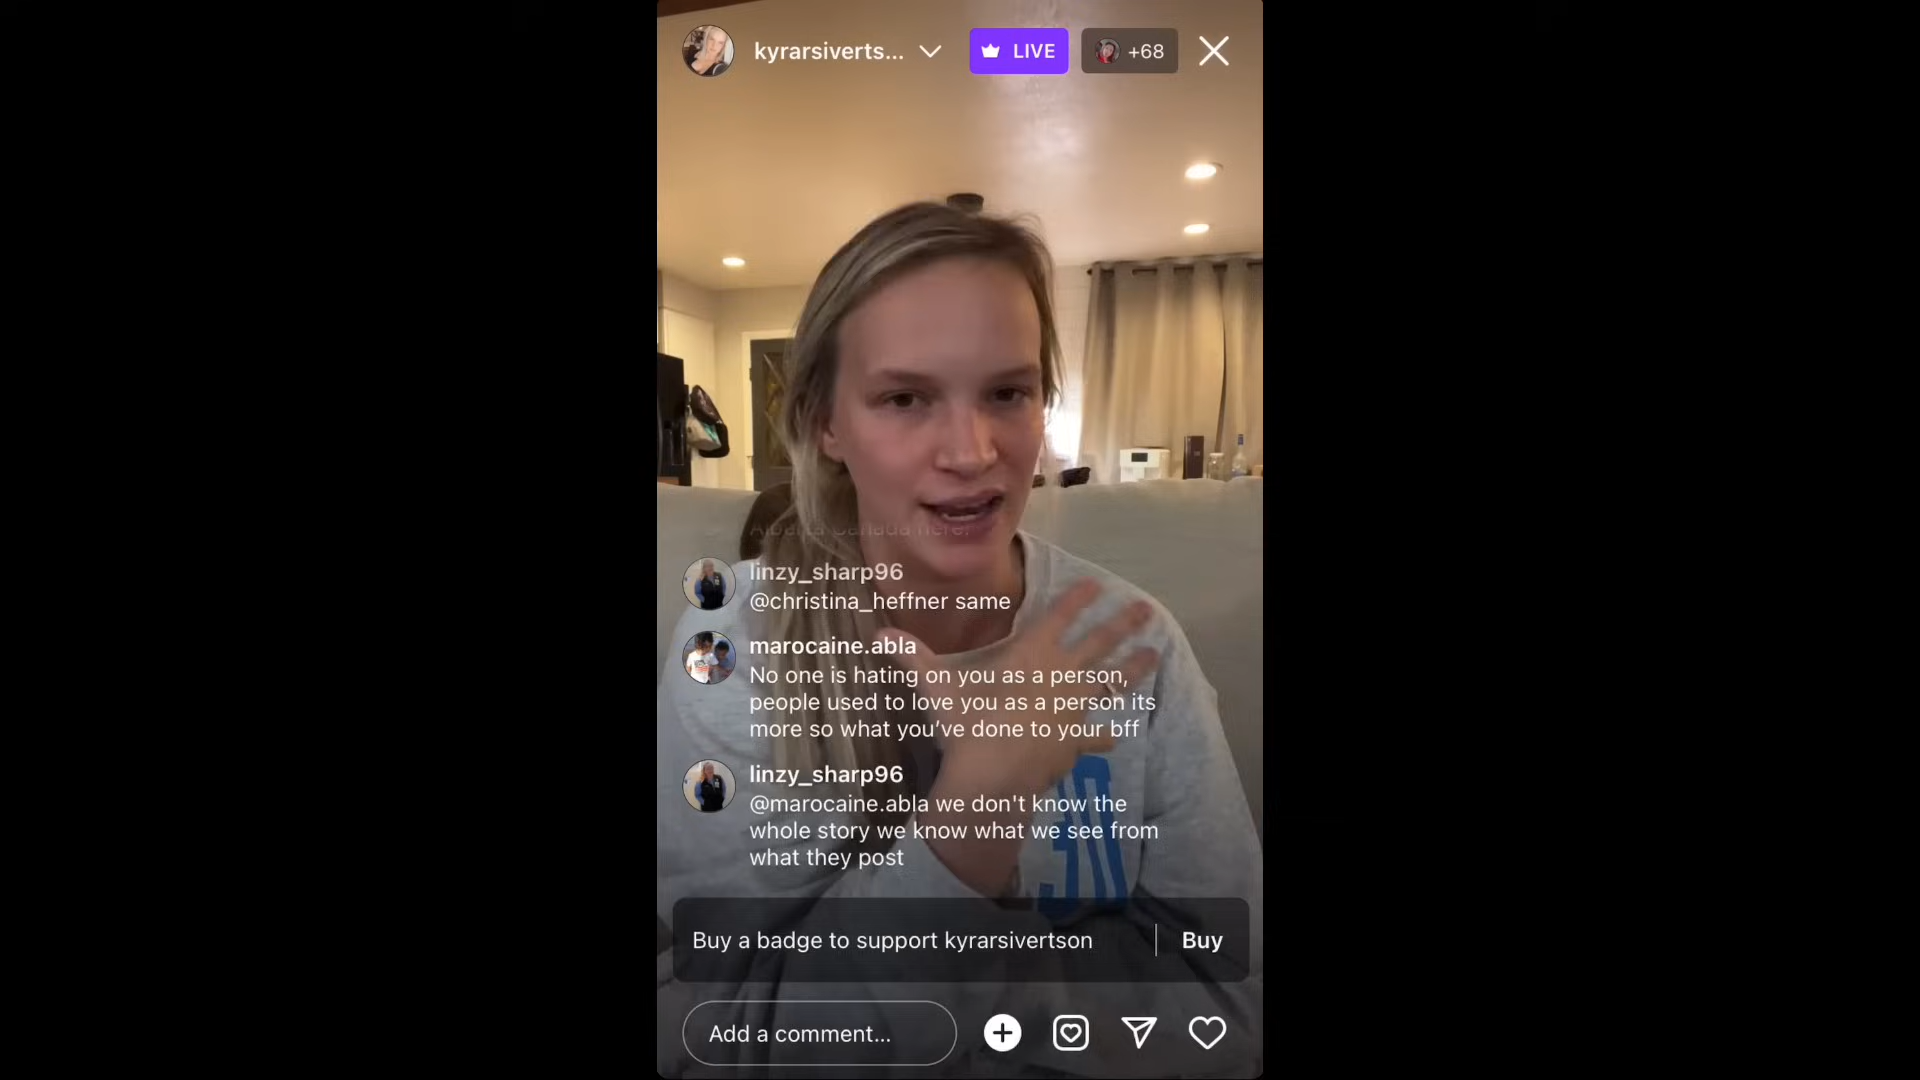 kyrarsiverts...
LIVE
+68
Alberta Canada here!
linzy_sharp96
@christina_heffner same
marocaine.abla
No one is hating on you as a person,
people used to love you as a person its
more so what you’ve done to your bff
linzy_sharp96
@marocaine.abla we don't know the
whole story we know what we see from
what they post
Buy a badge to support kyrarsivertson
Buy
Add a comment...